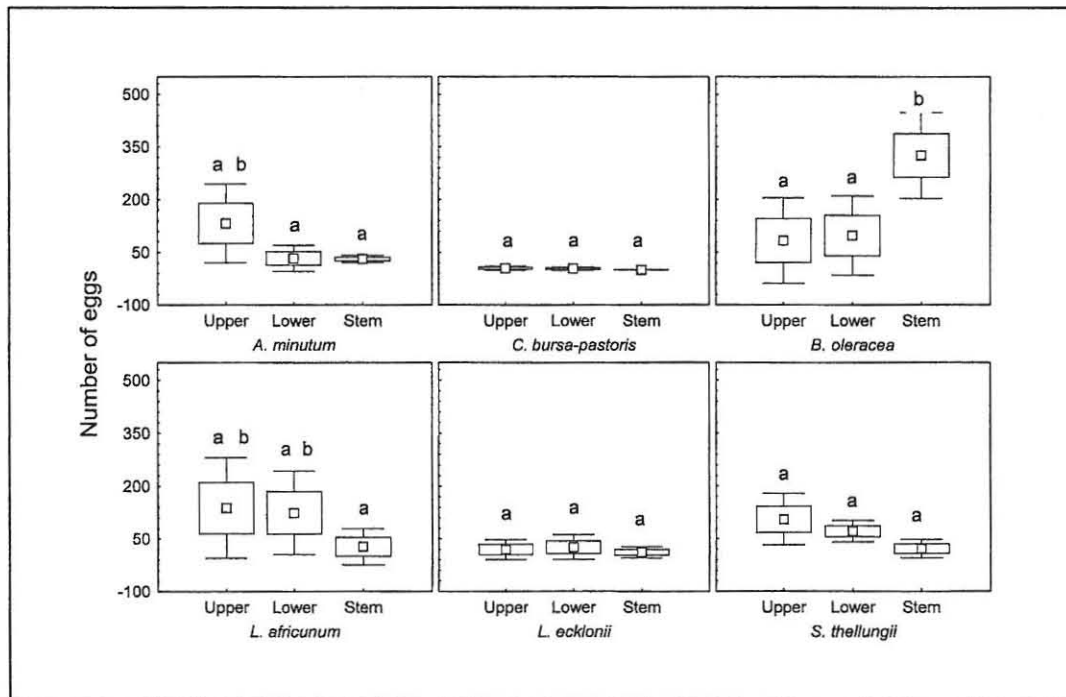 Number of eggs
500
350
200
50
-100
a b
a
a
Upper Lower Stem
A. minutum
a
a
a
Upper Lower Stem
C. bursa-pastoris
a
a
b
Upper Lower Stem
B. oleracea
500
350
200
50
-100
a b
a b
a
Upper Lower Stem
L. africunum
a
a
a
Upper Lower Stem
L. ecklonii
a
a
a
Upper Lower Stem
S. thellungii